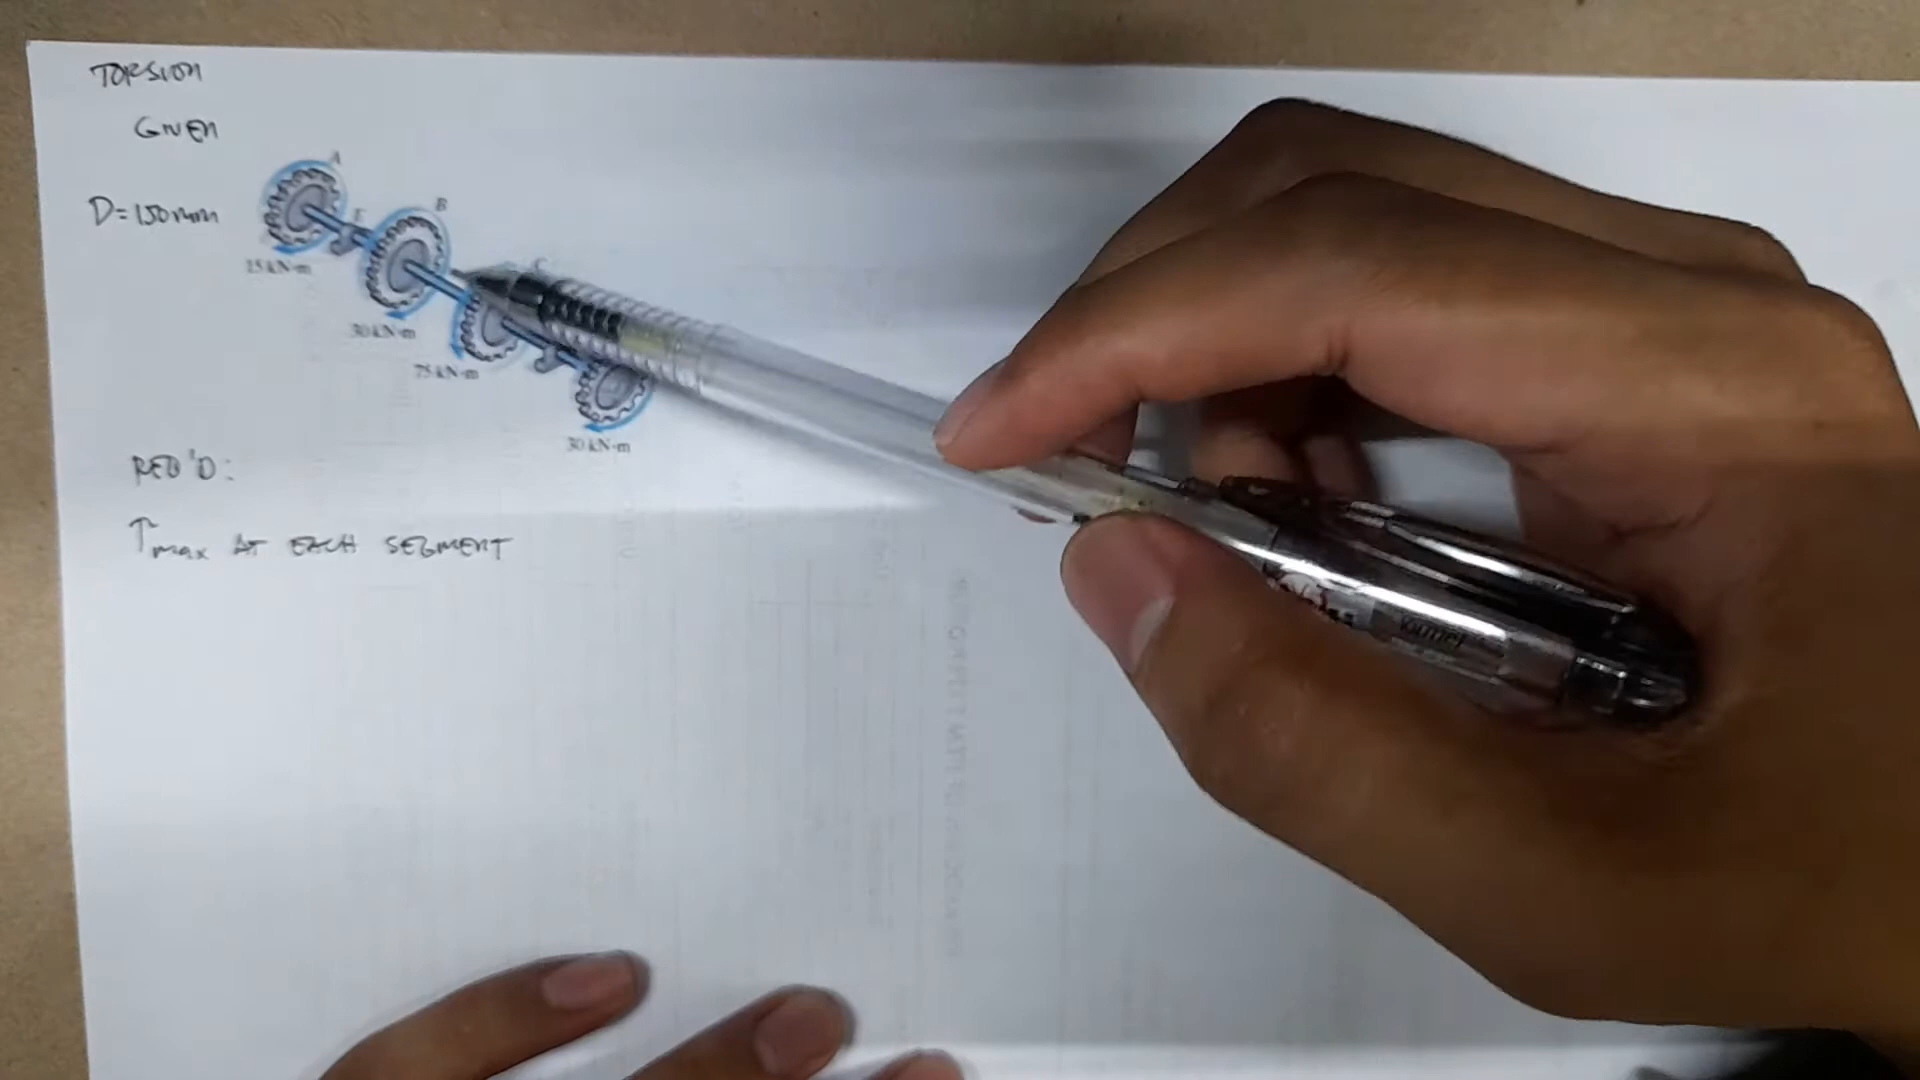 TORSION
GIVEN
D=150mm
A
E
B
C
15 kN·m
30 kN·m
75 kN·m
30 kN·m
REQ'D:
τmax AT EACH SEGMENT